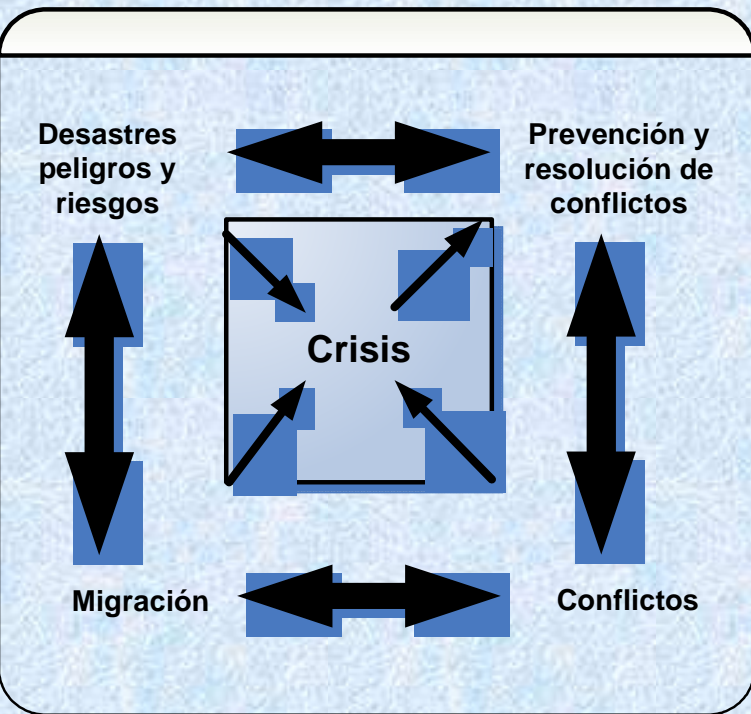 Desastres
peligros y
riesgos
Prevención y
resolución de
conflictos
Crisis
Migración
Conflictos